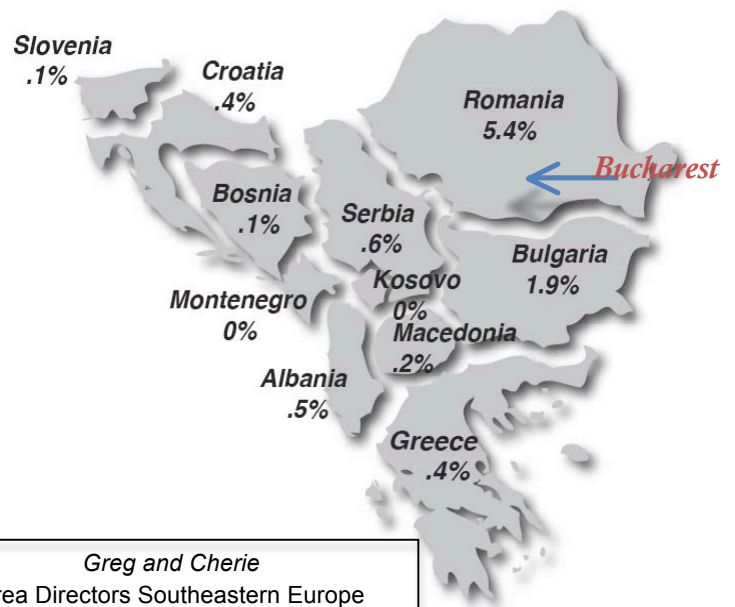 Slovenia
.1%
Croatia
.4%
Romania
5.4%
Bucharest
Bosnia
.1%
Serbia
.6%
Bulgaria
1.9%
Kosovo
0%
Montenegro
0%
Macedonia
.2%
Albania
.5%
Greece
.4%
Greg and Cherie
Directors Southeastern Europe